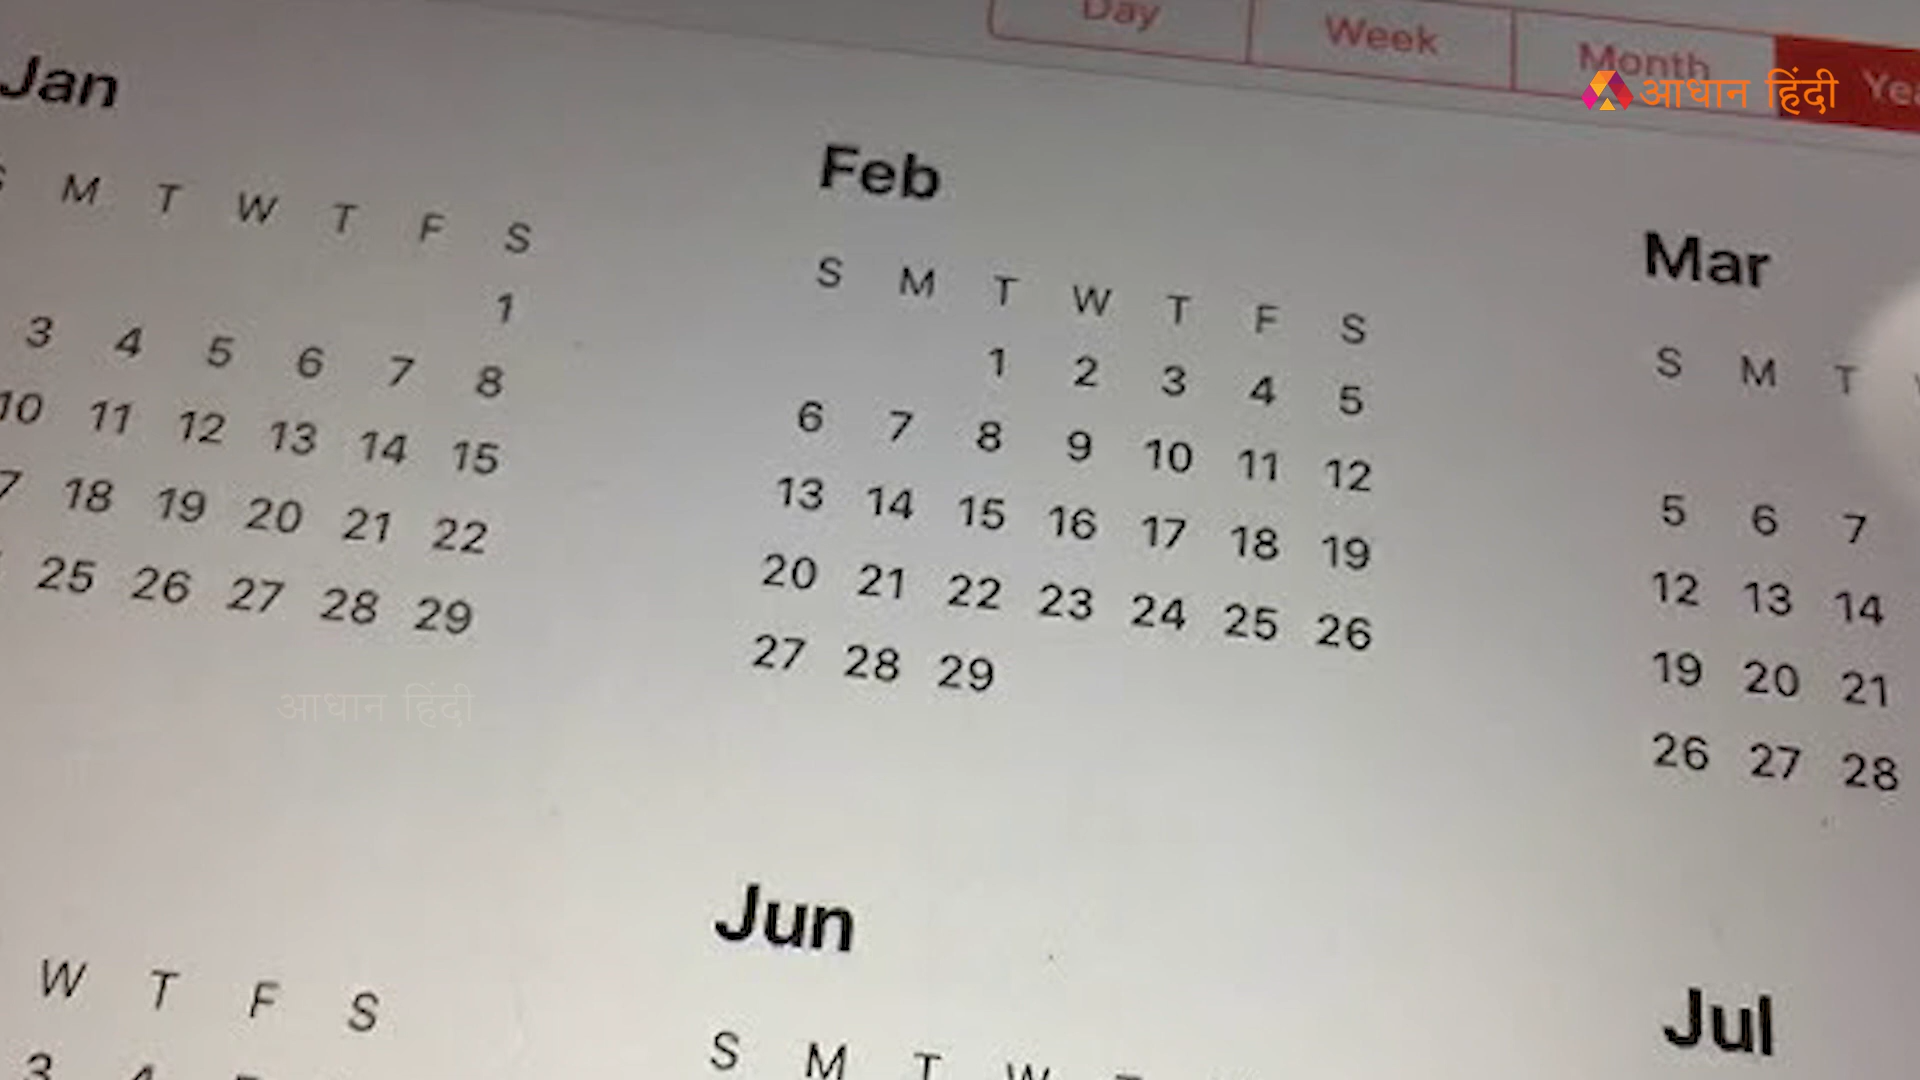 Day Week Month
आधान हिंदी
Jan
M T W T F S
1
3 4 5 6 7 8
10 11 12 13 14 15
18 19 20 21 22
25 26 27 28 29
Feb
S M T W T F S
1 2 3 4 5
6 7 8 9 10 11 12
13 14 15 16 17 18 19
20 21 22 23 24 25 26
27 28 29
Mar
S M T
5 6 7
12 13 14
19 20 21
26 27 28
आधान हिंदी
W T F S
3 4
Jun
S M T W
Jul